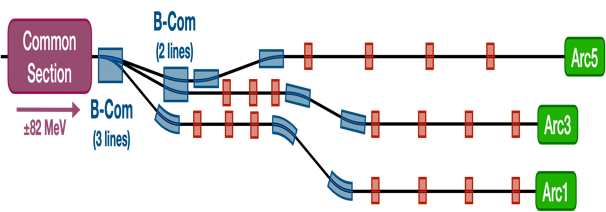 Common
Section
±82 MeV
B-Com
(3 lines)
B-Com
(2 lines)
Arc5
Arc3
Arc1